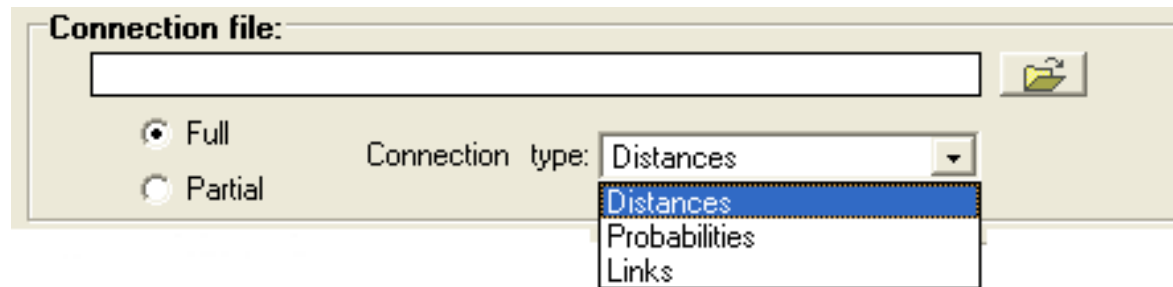 Connection file:
Full
Connection type: Distances
Partial
Distances
Probabilities
Links